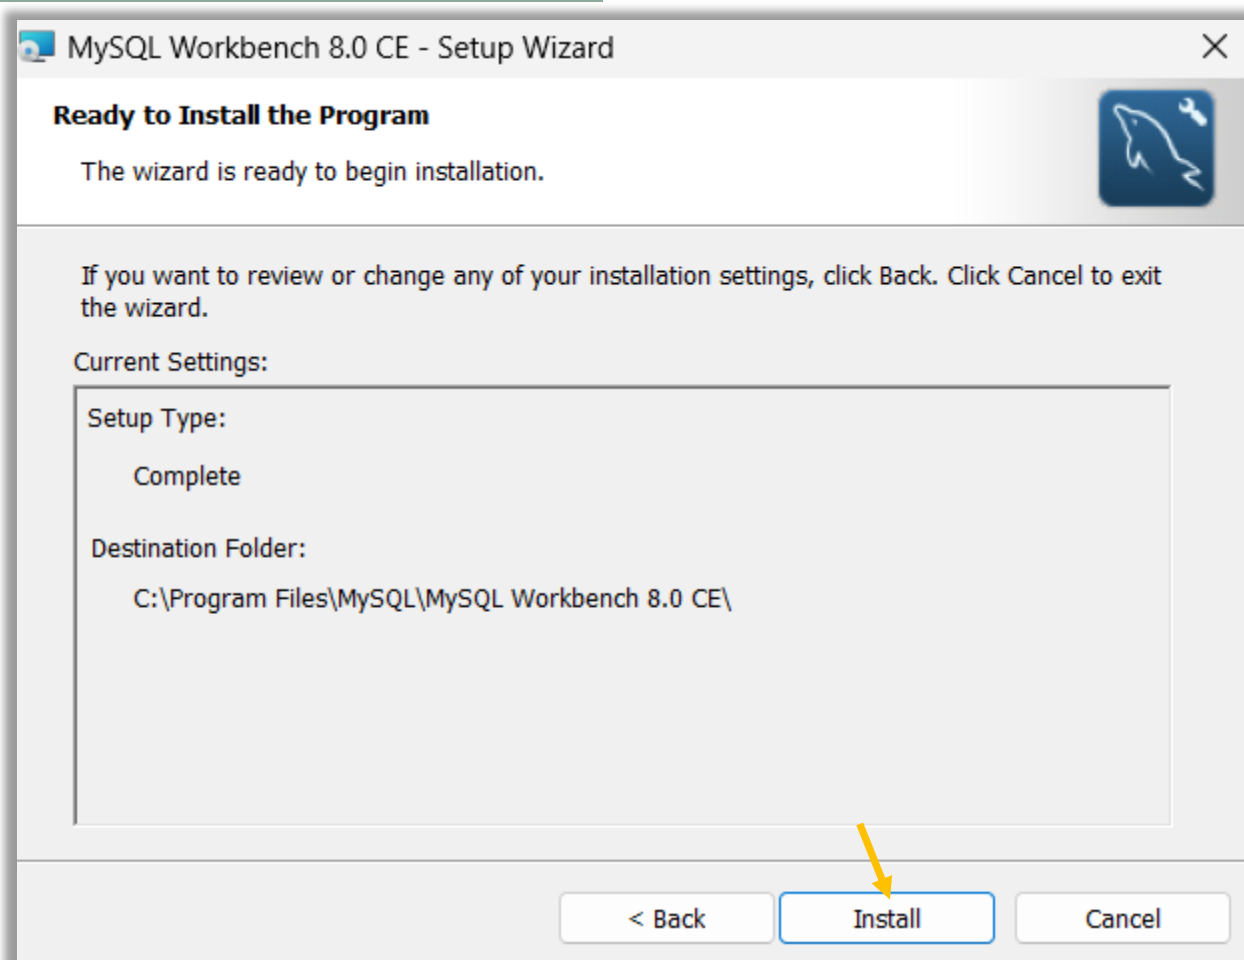 MySQL Workbench 8.0 CE - Setup Wizard
Ready to Install the Program
The wizard is ready to begin installation.
If you want to review or change any of your installation settings, click Back. Click Cancel to exit
the wizard.
Current Settings:
Setup Type:
Complete
Destination Folder:
C:\Program Files\MySQL\MySQL Workbench 8.0 CE\
< Back
Install
Cancel